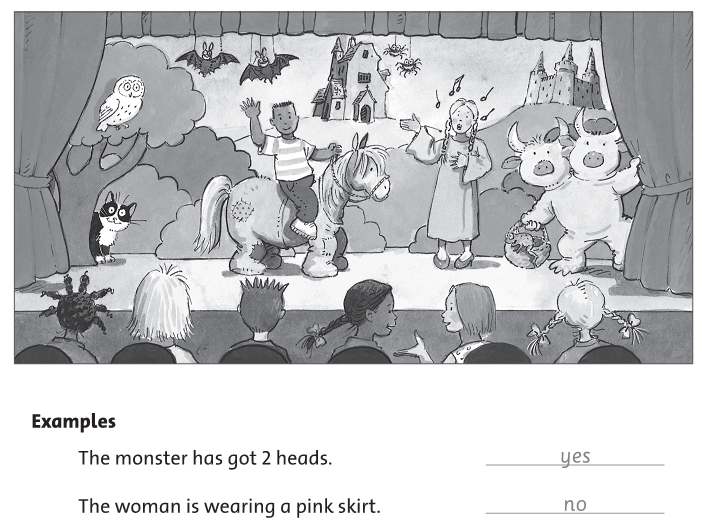 Examples
The monster has got 2 heads. yes
The woman is wearing a pink skirt. no